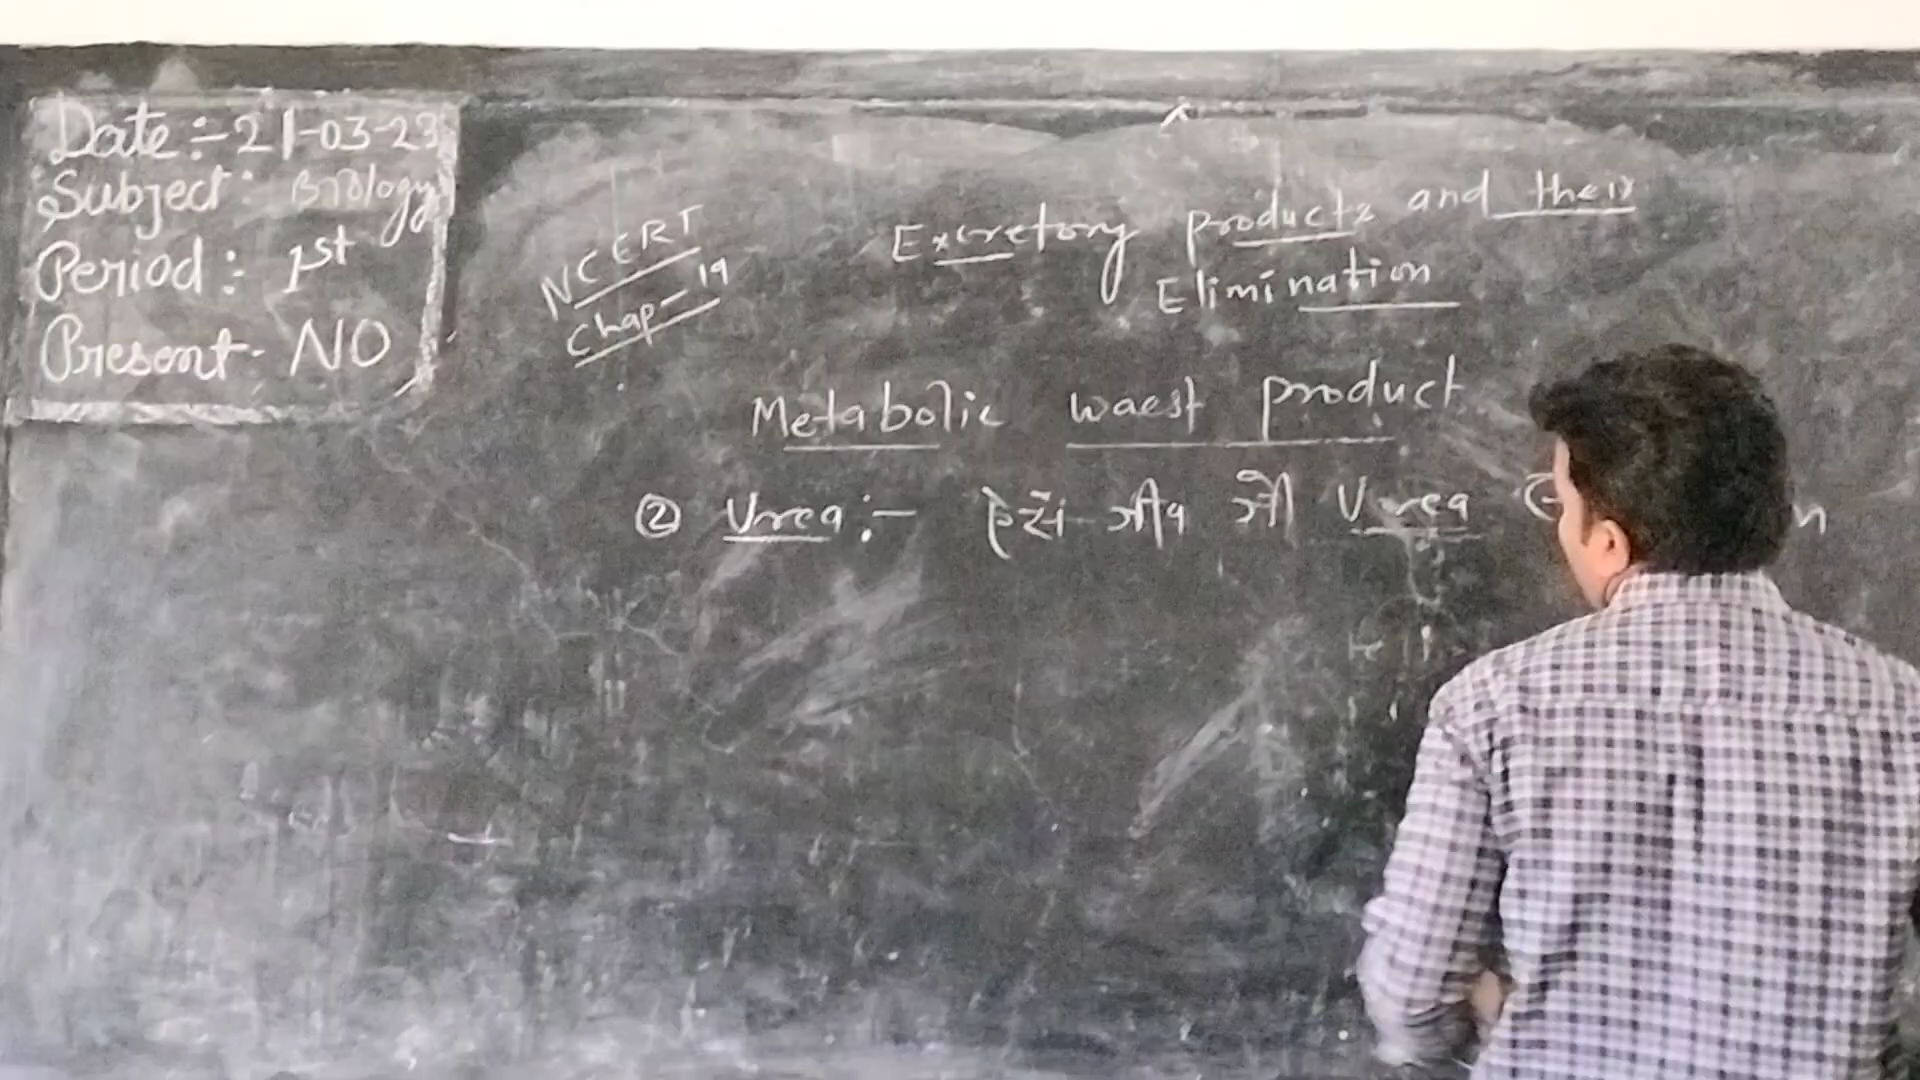 Date:-21-03-23
Subject: Biology
Period: 1st
Present- NO
NCERT
Chap-19
Excretory products and their
Elimination
Metabolic waest product
② Urea:- ऐसे जीव जो Urea